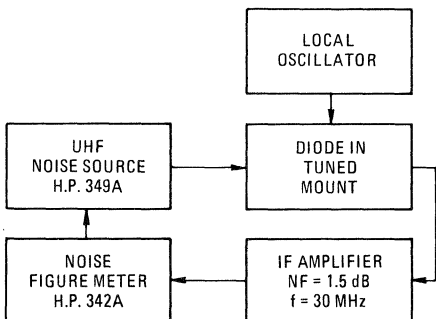 LOCAL
OSCILLATOR
UHF
NOISE SOURCE
H.P. 349A
DIODE IN
TUNED
MOUNT
NOISE
FIGURE METER
H.P. 342A
IF AMPLIFIER
NF = 1.5 dB
f = 30 MHz